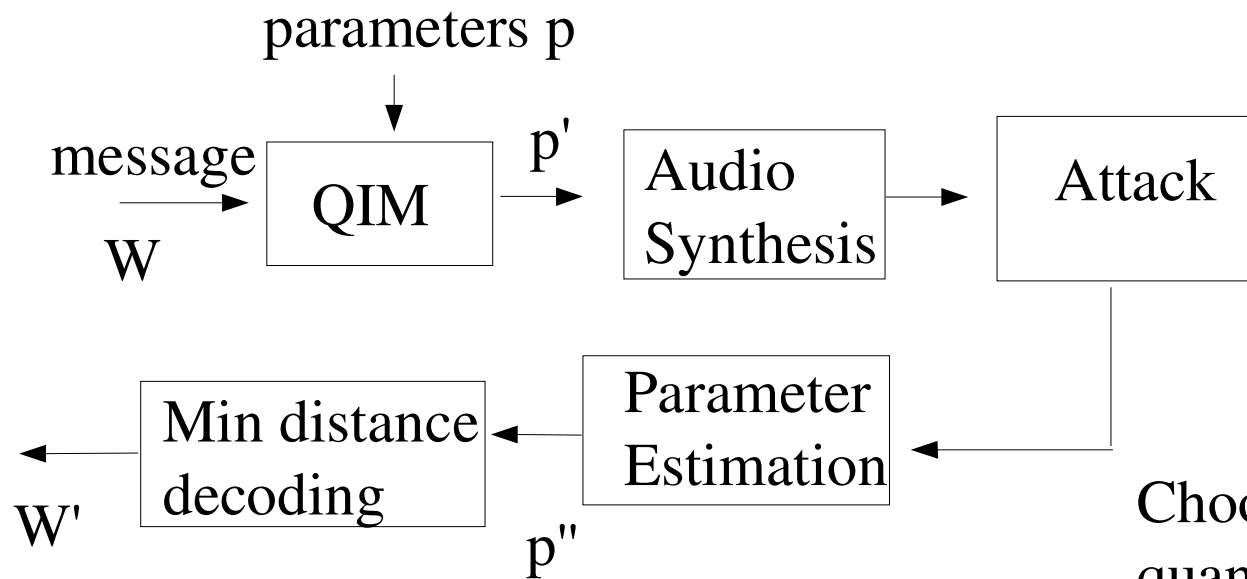 parameters p
message
W
QIM
p'
Audio
Synthesis
Attack
Parameter
Estimation
p"
Min distance
decoding
W'